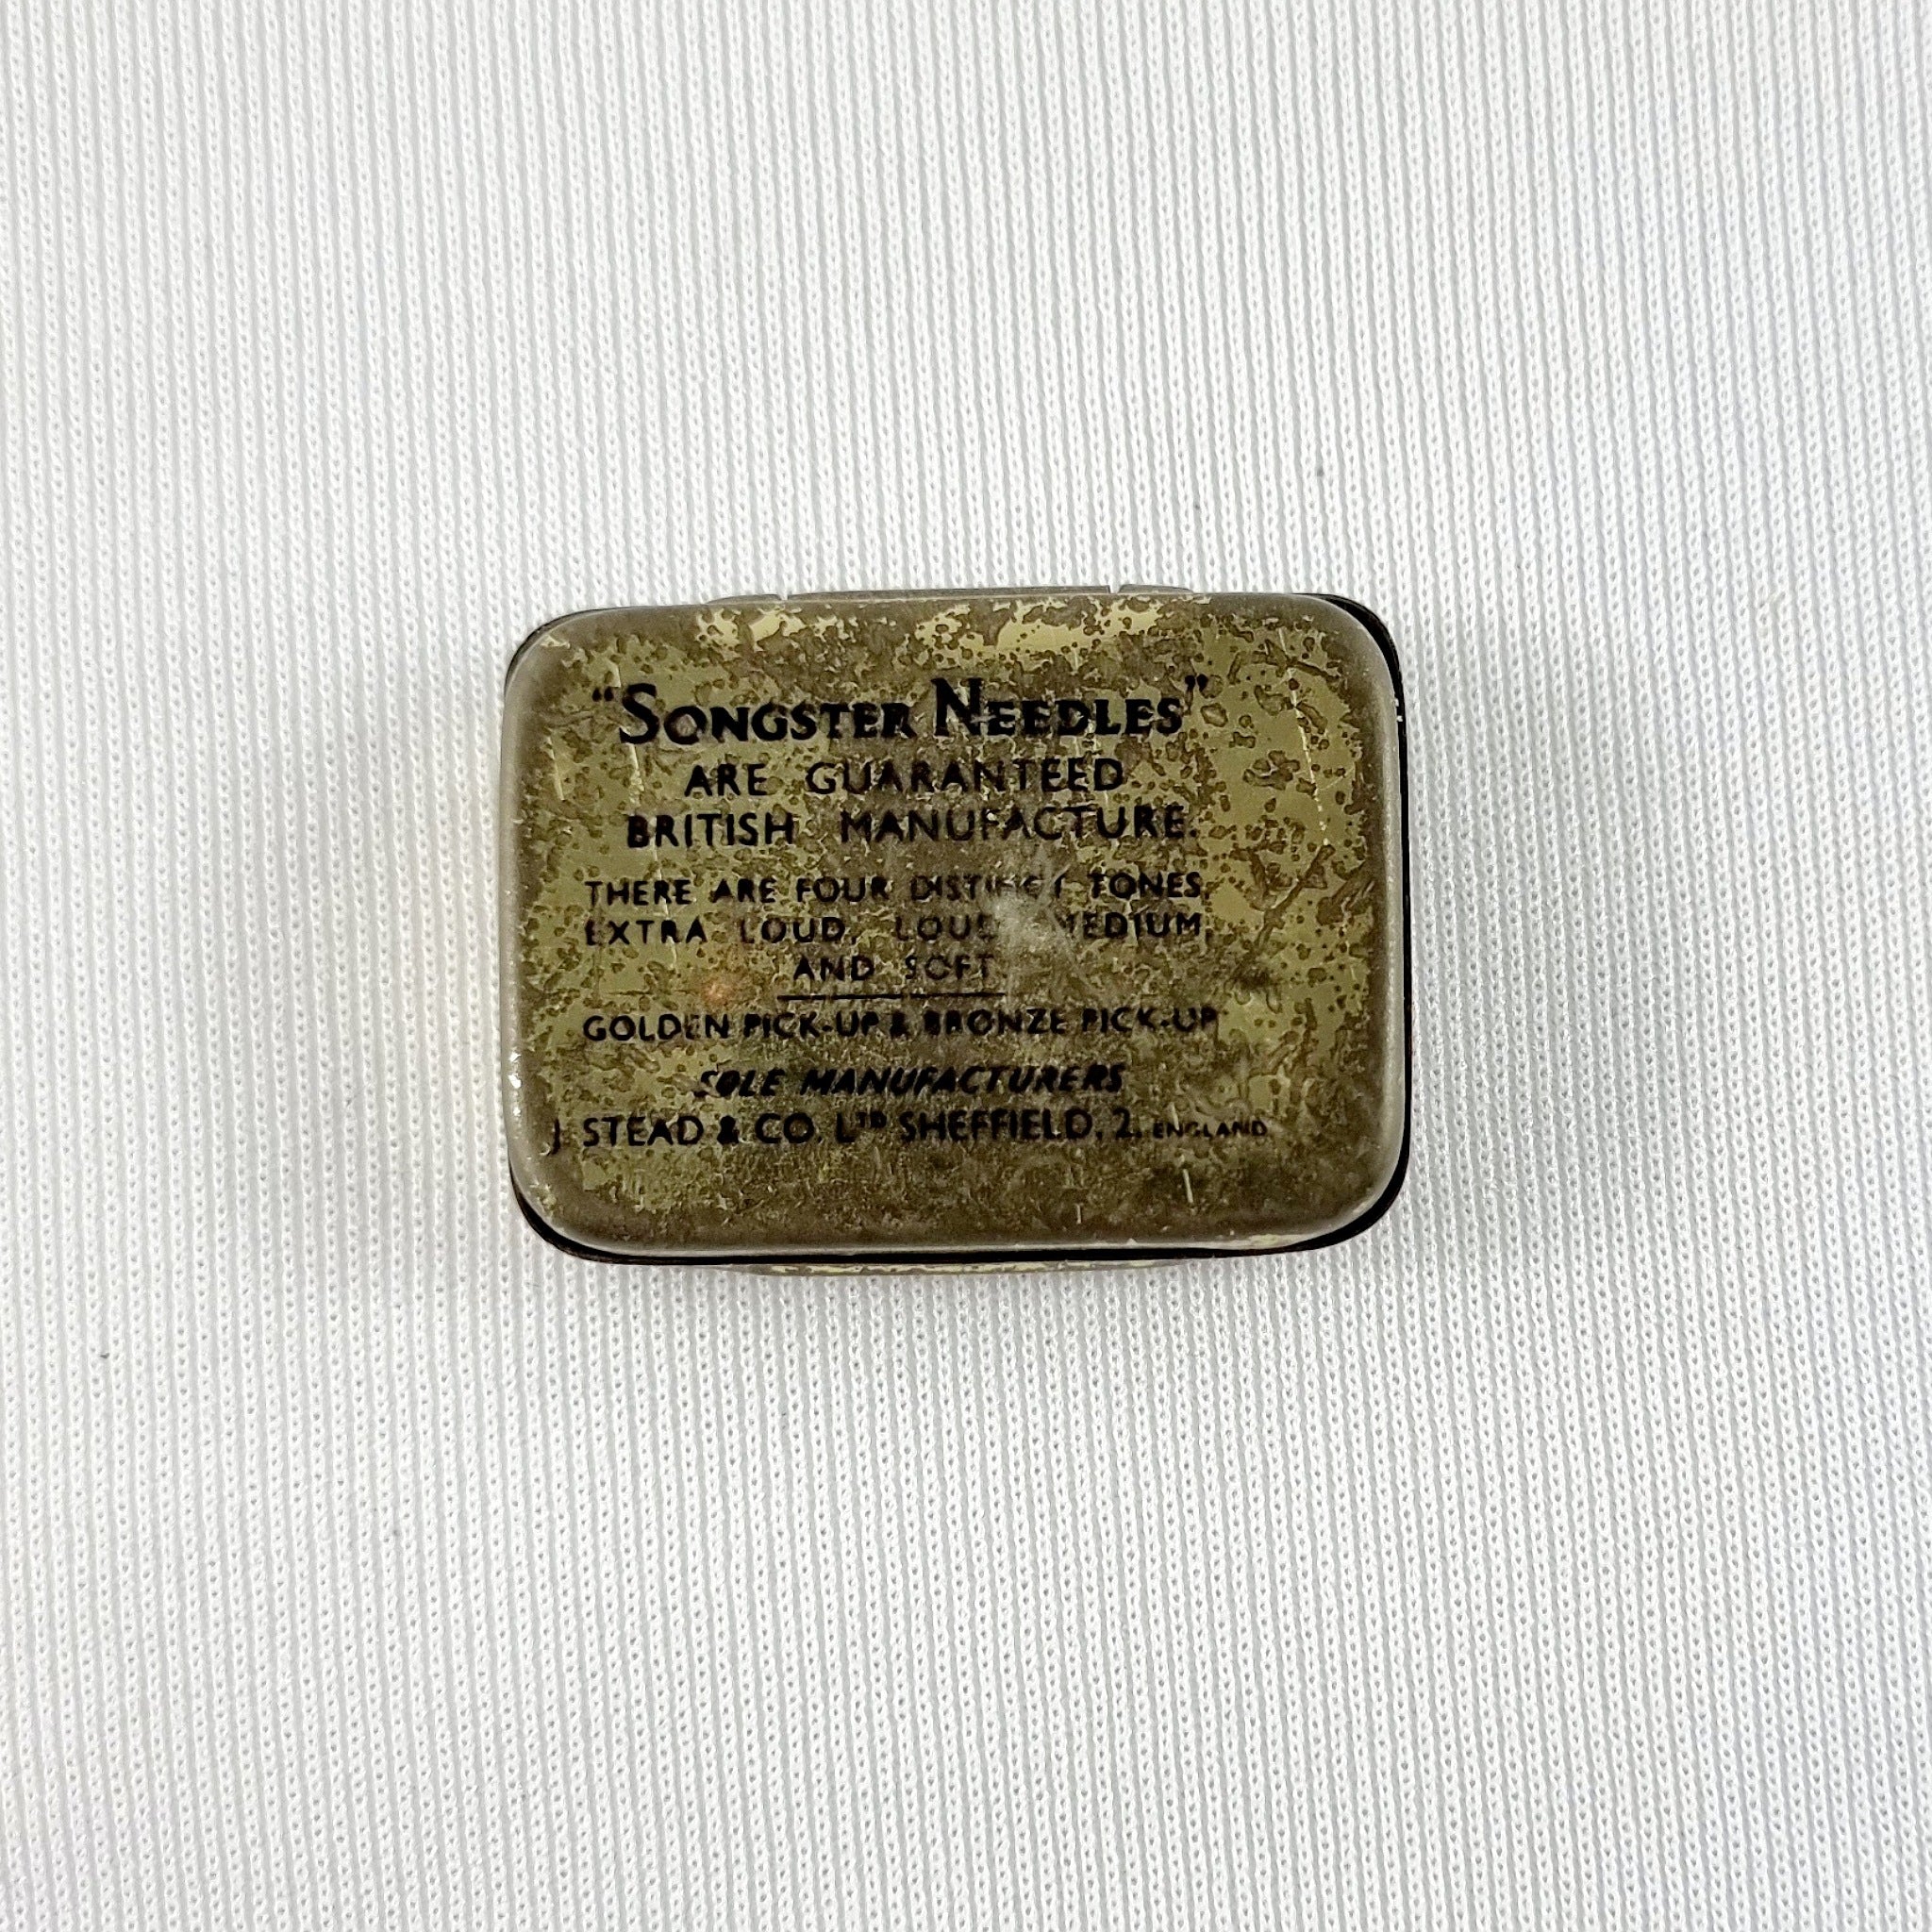 “SONGSTER NEEDLES”
ARE GUARANTEED
BRITISH MANUFACTURE.
THERE ARE FOUR DISTINCT TONES,
EXTRA LOUD, LOUD, MEDIUM,
AND SOFT.
GOLDEN PICK-UP & BRONZE PICK-UP
SOLE MANUFACTURERS
J. STEAD & CO. LTD SHEFFIELD, 2. ENGLAND